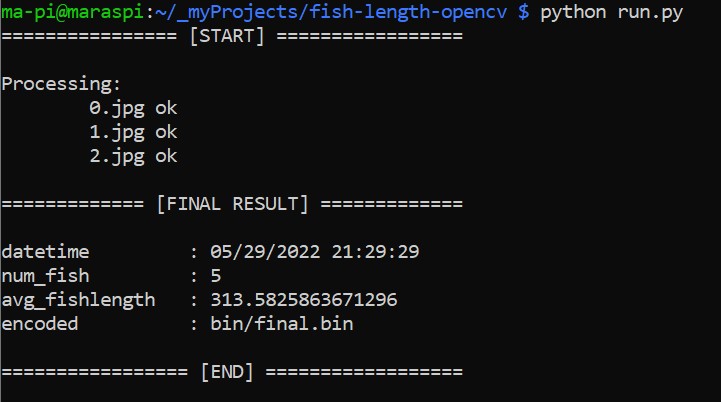 ma-pi@maraspi:~/_myProjects/fish-length-opencv $ python run.py
================ [START] =================
Processing:
0.jpg ok
1.jpg ok
2.jpg ok
============= [FINAL RESULT] =============
datetime : 05/29/2022 21:29:29
num_fish : 5
avg_fishlength : 313.5825863671296
encoded : bin/final.bin
================= [END] ==================